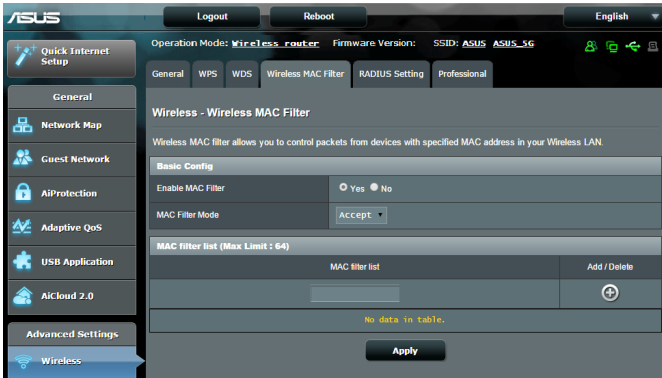 ASUS Logout Reboot English
Quick Internet Setup
Operation Mode: Wireless router Firmware Version: SSID: ASUS ASUS_5G
General WPS WDS Wireless MAC Filter RADIUS Setting Professional
General
Network Map
Guest Network
AiProtection
Adaptive QoS
USB Application
AiCloud 2.0
Advanced Settings
Wireless
Wireless - Wireless MAC Filter
Wireless MAC filter allows you to control packets from devices with specified MAC address in your Wireless LAN.
Basic Config
Enable MAC Filter Yes No
MAC Filter Mode Accept
MAC filter list (Max Limit : 64)
MAC filter list Add / Delete
No data in table.
Apply